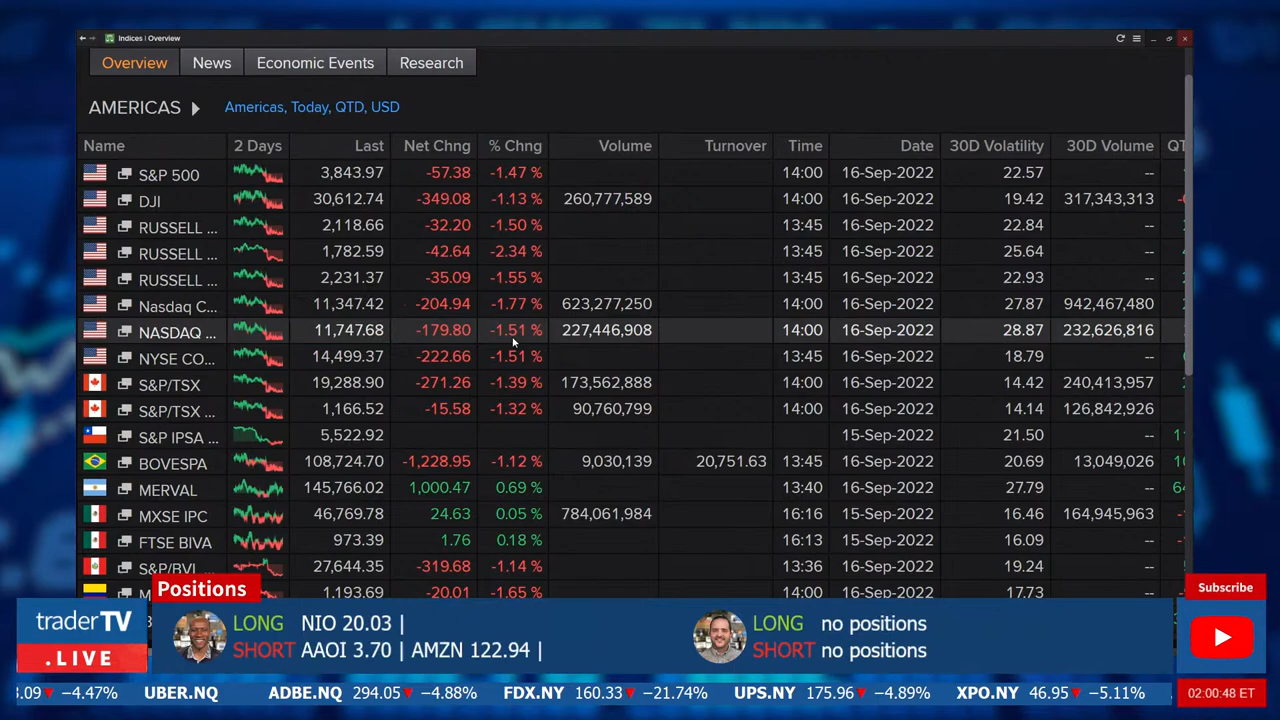 Indices | Overview
Overview News Economic Events Research
AMERICAS Americas, Today, QTD, USD
Name 2 Days Last Net Chng % Chng Volume Turnover Time Date 30D Volatility 30D Volume QT
S&P 500 3,843.97 -57.38 -1.47 % 14:00 16-Sep-2022 22.57 --
DJI 30,612.74 -349.08 -1.13 % 260,777,589 14:00 16-Sep-2022 19.42 317,343,313
RUSSELL ... 2,118.66 -32.20 -1.50 % 13:45 16-Sep-2022 22.84 --
RUSSELL ... 1,782.59 -42.64 -2.34 % 13:45 16-Sep-2022 25.64 --
RUSSELL ... 2,231.37 -35.09 -1.55 % 13:45 16-Sep-2022 22.93 --
Nasdaq C... 11,347.42 -204.94 -1.77 % 623,277,250 14:00 16-Sep-2022 27.87 942,467,480
NASDAQ ... 11,747.68 -179.80 -1.51 % 227,446,908 14:00 16-Sep-2022 28.87 232,626,816
NYSE CO... 14,499.37 -222.66 -1.51 % 13:45 16-Sep-2022 18.79 --
S&P/TSX 19,288.90 -271.26 -1.39 % 173,562,888 14:00 16-Sep-2022 14.42 240,413,957
S&P/TSX ... 1,166.52 -15.58 -1.32 % 90,760,799 14:00 16-Sep-2022 14.14 126,842,926
S&P IPSA ... 5,522.92 15-Sep-2022 21.50 --
BOVESPA 108,724.70 -1,228.95 -1.12 % 9,030,139 20,751.63 13:45 16-Sep-2022 20.69 13,049,026
MERVAL 145,766.02 1,000.47 0.69 % 13:40 16-Sep-2022 27.79 --
MXSE IPC 46,769.78 24.63 0.05 % 784,061,984 16:16 15-Sep-2022 16.46 164,945,963
FTSE BIVA 973.39 1.76 0.18 % 16:13 15-Sep-2022 16.09 --
S&P/BVL ... 27,644.35 -319.68 -1.14 % 13:36 16-Sep-2022 19.24 --
1,193.69 -20.01 -1.65 % 13:45 16-Sep-2022 17.73 --
Positions
traderTV
.LIVE
LONG NIO 20.03 |
SHORT AAOI 3.70 | AMZN 122.94 |
LONG no positions
SHORT no positions
Subscribe
3.09 −4.47% UBER.NQ ADBE.NQ 294.05 −4.88% FDX.NY 160.33 −21.74% UPS.NY 175.96 −4.89% XPO.NY 46.95 −5.11%
02:00:48 ET